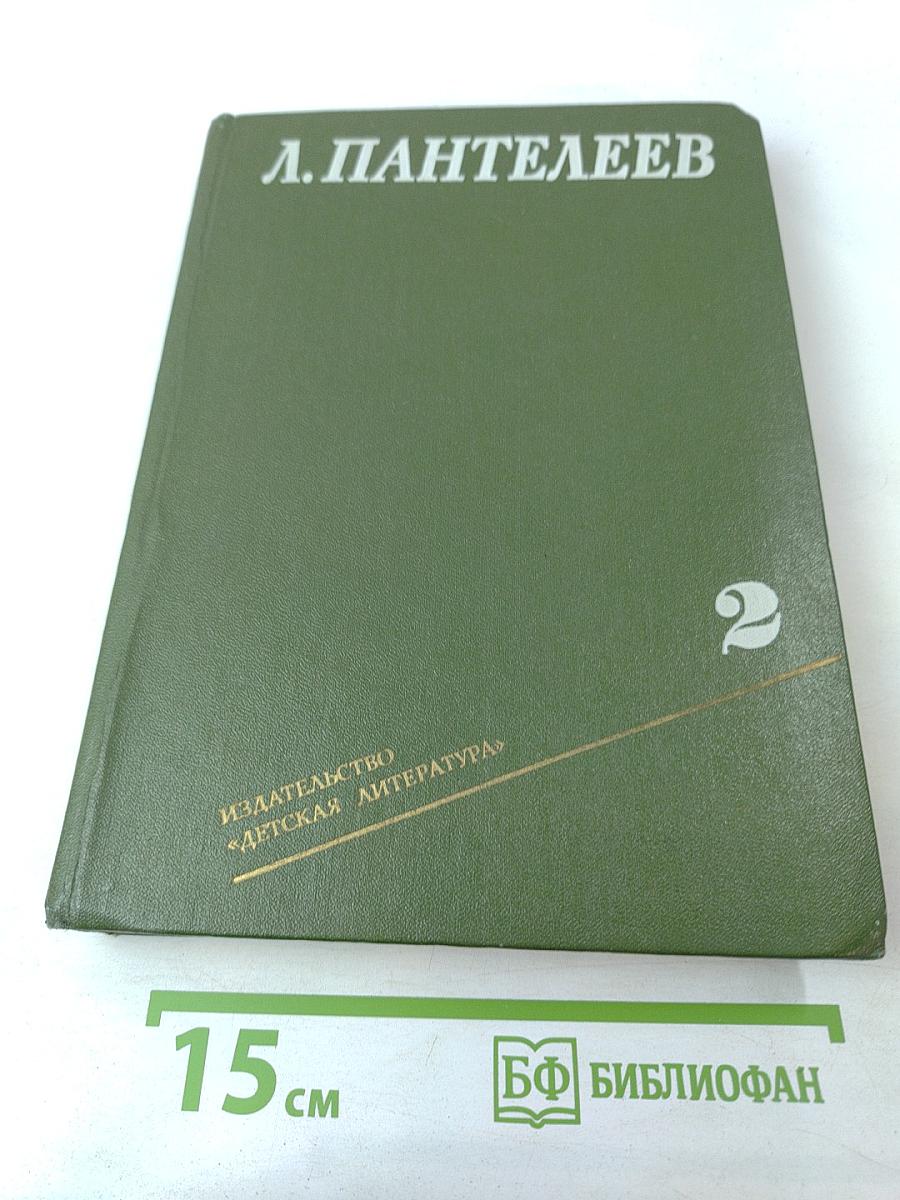 Л. ПАНТЕЛЕЕВ
2
ИЗДАТЕЛЬСТВО
«ДЕТСКАЯ ЛИТЕРАТУРА»
15 см
БФ БИБЛИОФАН